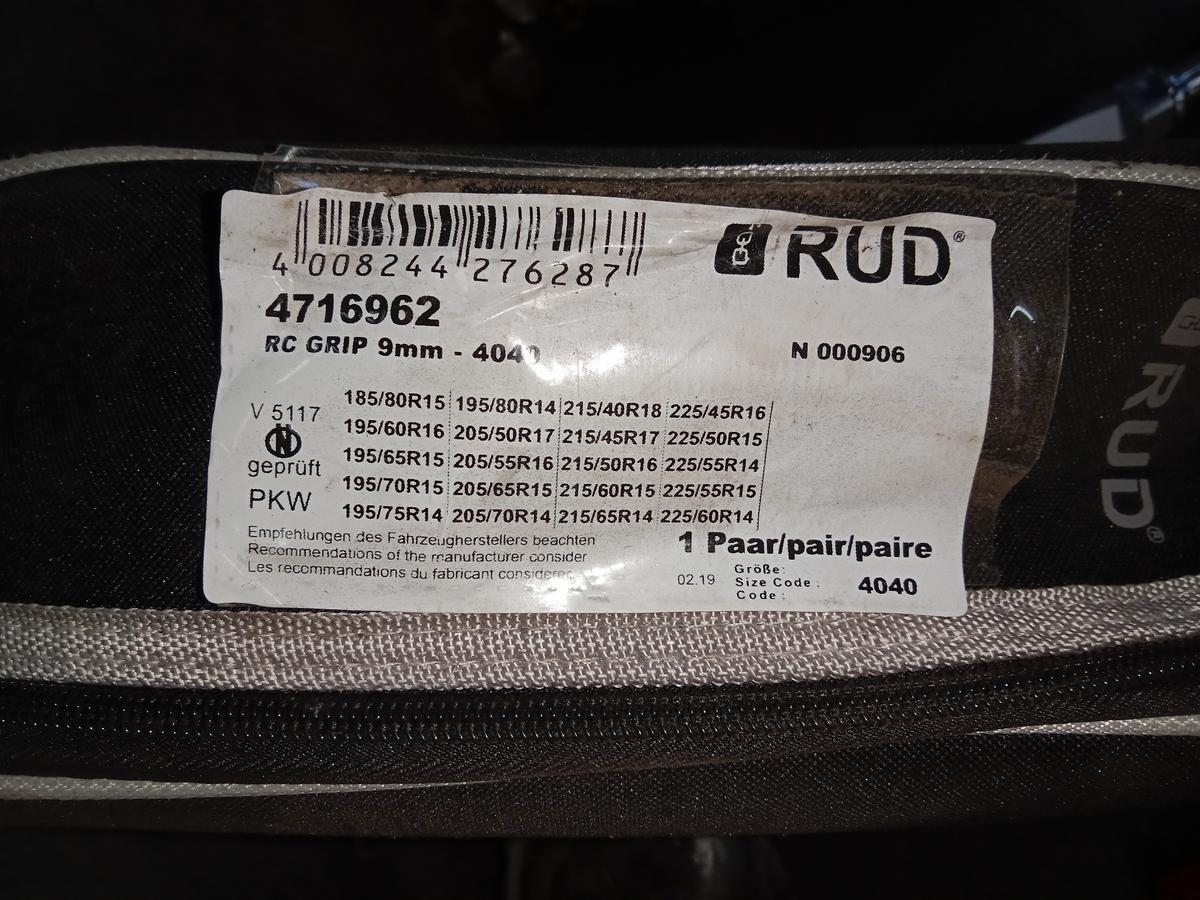 4 008244 276287
RUD®
4716962
RC GRIP 9mm - 4040
N 000906
V 5117
N
geprüft
PKW
185/80R15 195/80R14 215/40R18 225/45R16
195/60R16 205/50R17 215/45R17 225/50R15
195/65R15 205/55R16 215/50R16 225/55R14
195/70R15 205/65R15 215/60R15 225/55R15
195/75R14 205/70R14 215/65R14 225/60R14
Empfehlungen des Fahrzeugherstellers beachten
Recommendations of the manufacturer consider
Les recommandations du fabricant considerer
1 Paar/pair/paire
02.19
Größe:
Size Code :
Code :
4040
RUD®